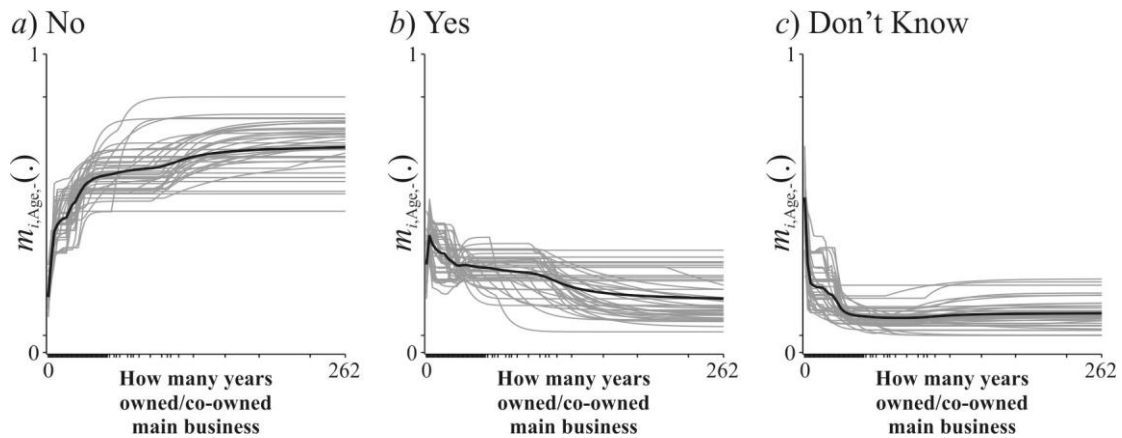 a) No
1
m_{i,Age,-}(.)
0
0
262
How many years
owned/co-owned
main business
b) Yes
1
m_{i,Age,-}(.)
0
0
262
How many years
owned/co-owned
main business
c) Don't Know
1
m_{i,Age,-}(.)
0
0
262
How many years
owned/co-owned
main business